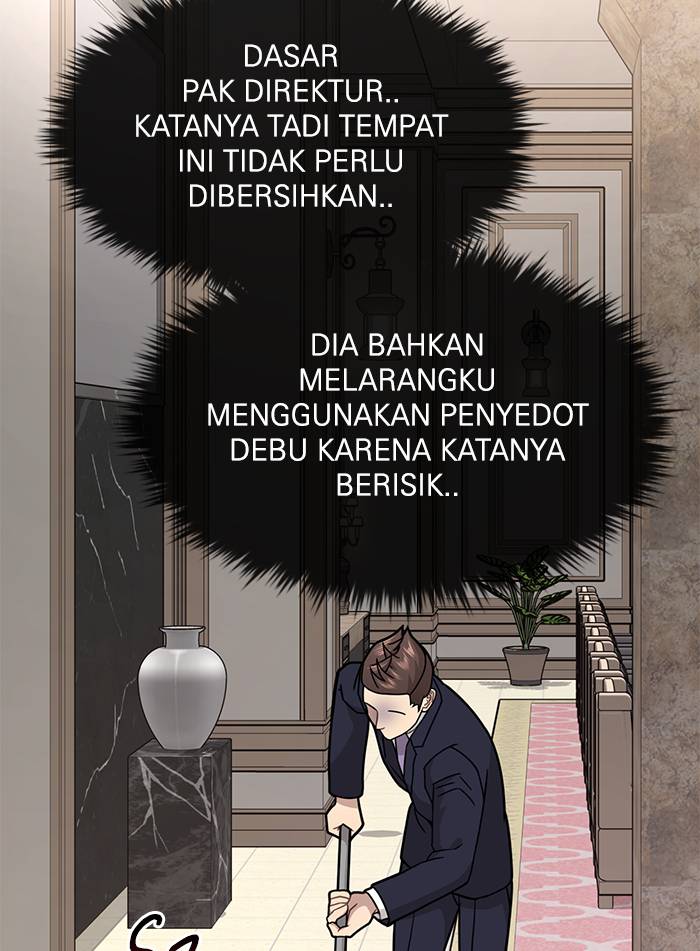 DASAR
PAK DIREKTUR..
KATANYA TADI TEMPAT
INI TIDAK PERLU
DIBERSIHKAN..
DIA BAHKAN
MELARANGKU
MENGGUNAKAN PENYEDOT
DEBU KARENA KATANYA
BERISIK..